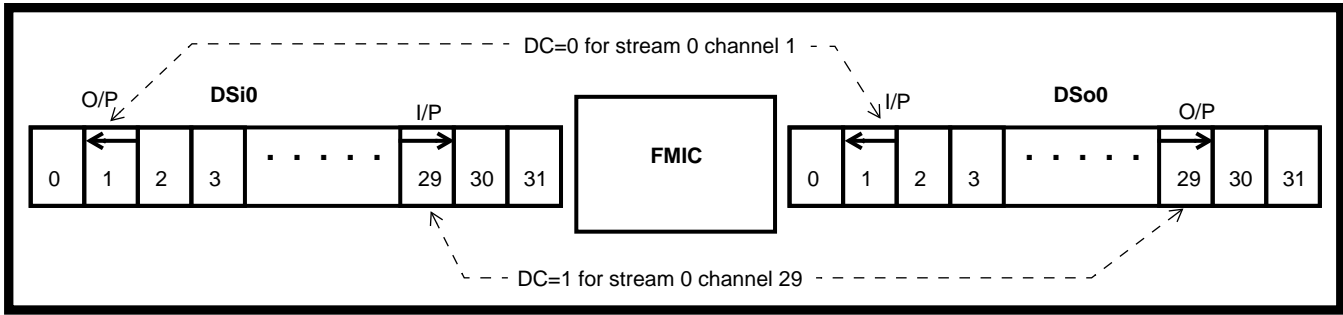 DC=0 for stream 0 channel 1
O/P DSi0 I/P DSo0
I/P O/P
0 1 2 3 . . . . . 29 30 31 FMIC 0 1 2 3 . . . . . 29 30 31
DC=1 for stream 0 channel 29